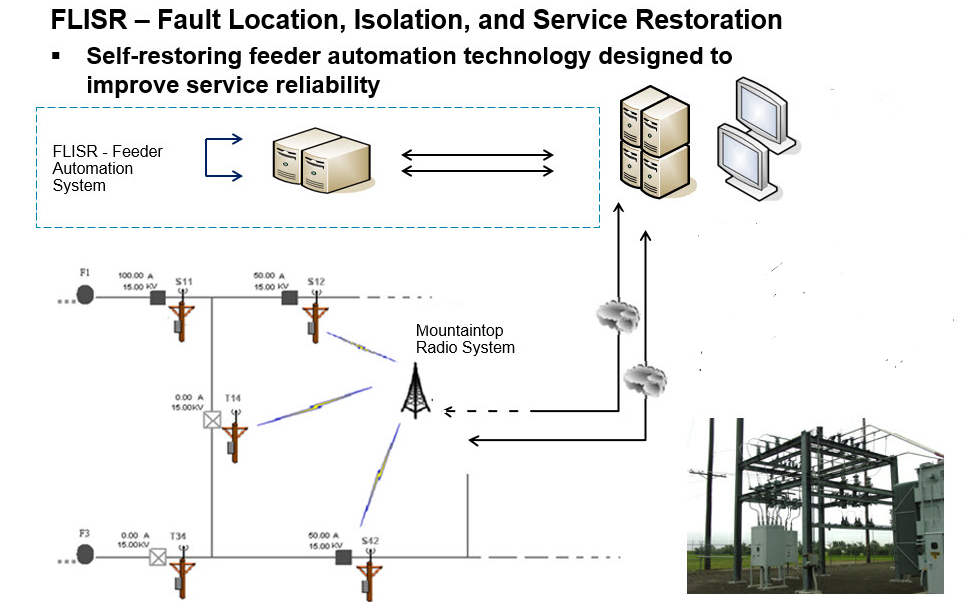 FLISR – Fault Location, Isolation, and Service Restoration
▪ Self-restoring feeder automation technology designed to
improve service reliability
FLISR - Feeder
Automation
System
F1
100.00 A
15.00 KV
S11
50.00 A
15.00 KV
S12
Mountaintop
Radio System
0.00 A
15.00KV
T14
F3
0.00 A
15.00KV
T34
50.00 A
15.00 KV
S42